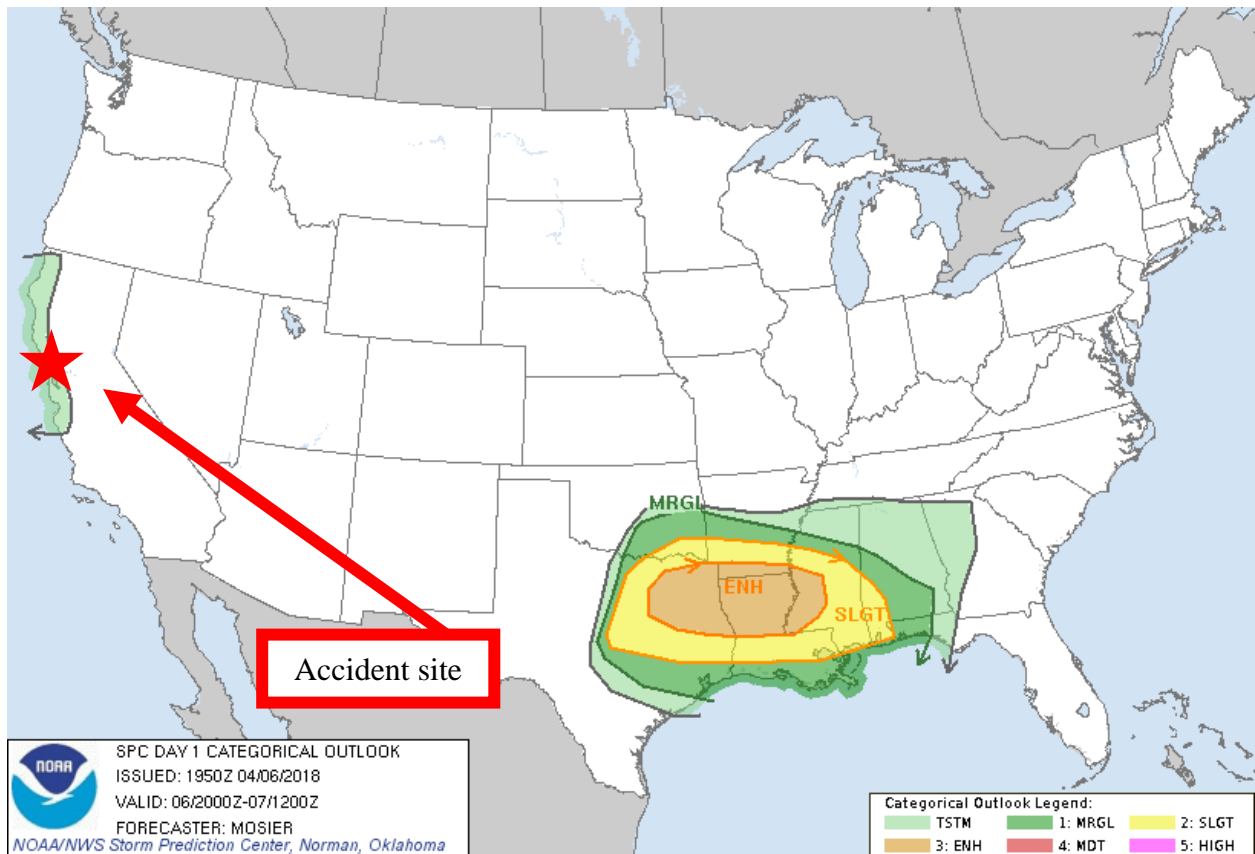 MRGL
ENH
SLGT
Accident site
NOAA
SPC DAY 1 CATEGORICAL OUTLOOK
ISSUED: 1950Z 04/06/2018
VALID: 06/2000Z-07/1200Z
FORECASTER: MOSIER
NOAA/NWS Storm Prediction Center, Norman, Oklahoma
Categorical Outlook Legend:
TSTM 1: MRGL 2: SLGT
3: ENH 4: MDT 5: HIGH